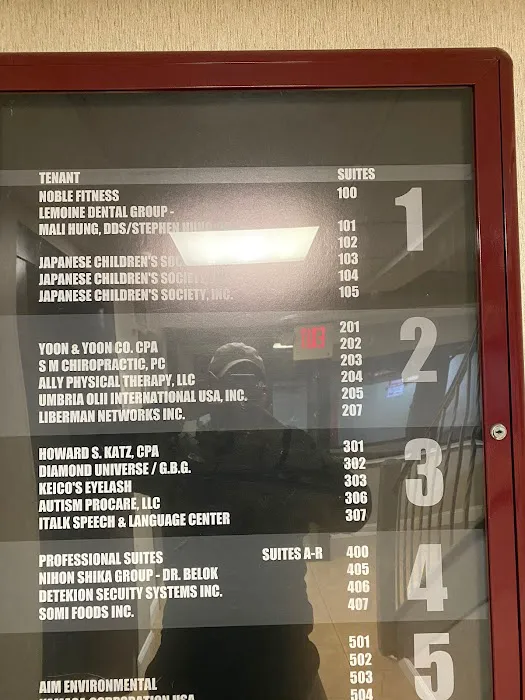 TENANT SUITES
NOBLE FITNESS 100
LEMOINE DENTAL GROUP -
MALI HUNG, DDS/STEPHEN HUNG 101
102
JAPANESE CHILDREN'S 103
JAPANESE CHILDREN'S SOCIETY 104
JAPANESE CHILDREN'S SOCIETY, INC. 105
1
201
YOON & YOON CO. CPA 202
S M CHIROPRACTIC, PC 203
ALLY PHYSICAL THERAPY, LLC 204
UMBRIA OLII INTERNATIONAL USA, INC. 205
LIBERMAN NETWORKS INC. 207
2
EXIT
HOWARD S. KATZ, CPA 301
DIAMOND UNIVERSE / G.B.G. 302
KEICO'S EYELASH 303
AUTISM PROCARE, LLC 306
ITALK SPEECH & LANGUAGE CENTER 307
3
PROFESSIONAL SUITES SUITES A-R 400
NIHON SHIKA GROUP - DR. BELOK 405
DETEKION SECUITY SYSTEMS INC. 406
SOMI FOODS INC. 407
4
501
502
AIM ENVIRONMENTAL 503
CORPORATION USA 504
5